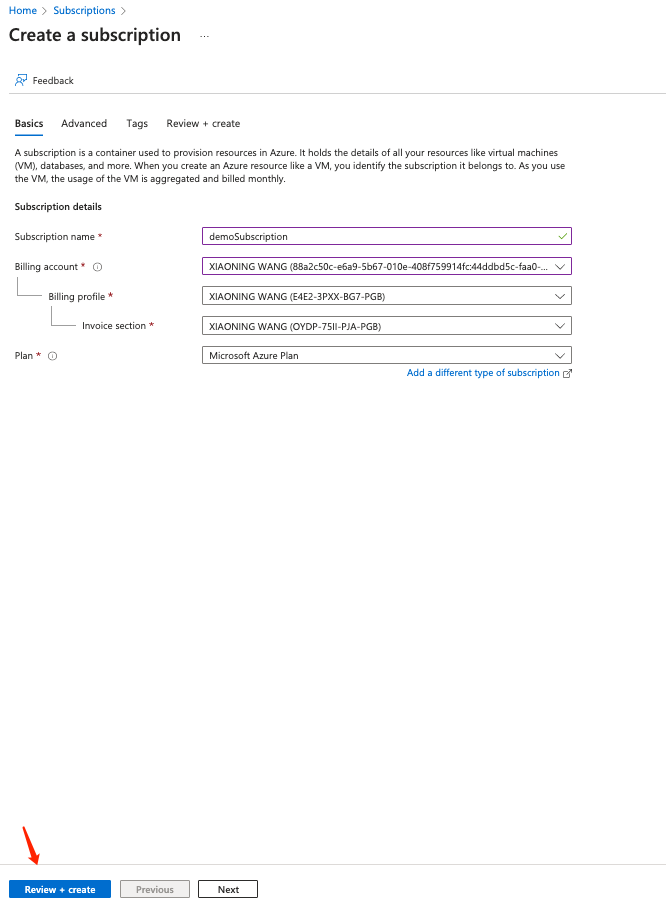 Home > Subscriptions >
Create a subscription ...
Feedback
Basics Advanced Tags Review + create
A subscription is a container used to provision resources in Azure. It holds the details of all your resources like virtual machines
(VM), databases, and more. When you create an Azure resource like a VM, you identify the subscription it belongs to. As you use
the VM, the usage of the VM is aggregated and billed monthly.
Subscription details
Subscription name * demoSubscription
Billing account * XIAONING WANG (88a2c50c-e6a9-5b67-010e-408f759914fc:44ddbd5c-faa0-...
Billing profile * XIAONING WANG (E4E2-3PXX-BG7-PGB)
Invoice section * XIAONING WANG (OYDP-75II-PJA-PGB)
Plan * Microsoft Azure Plan
Add a different type of subscription
Review + create Previous Next